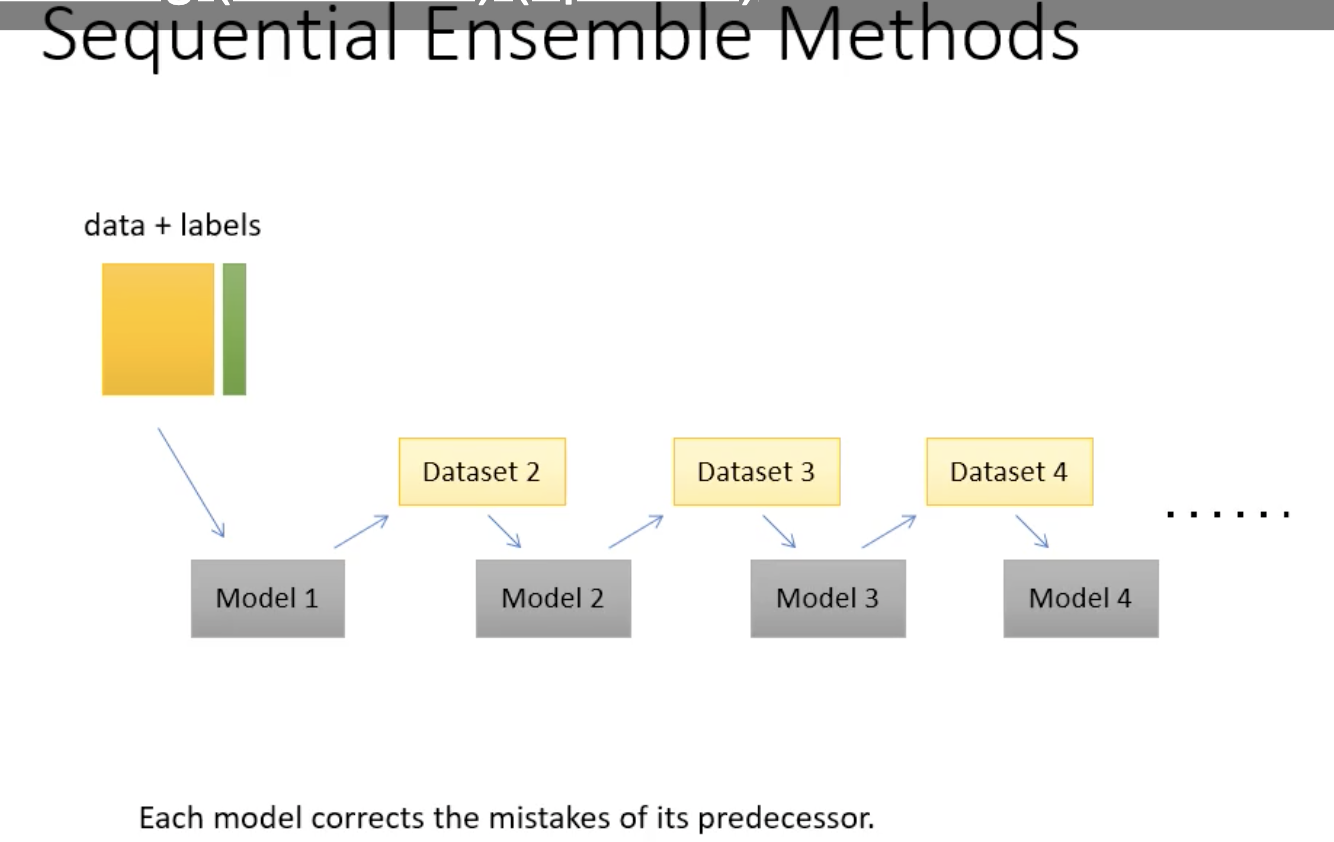 Sequential Ensemble Methods
data + labels
Dataset 2
Dataset 3
Dataset 4
......
Model 1
Model 2
Model 3
Model 4
Each model corrects the mistakes of its predecessor.